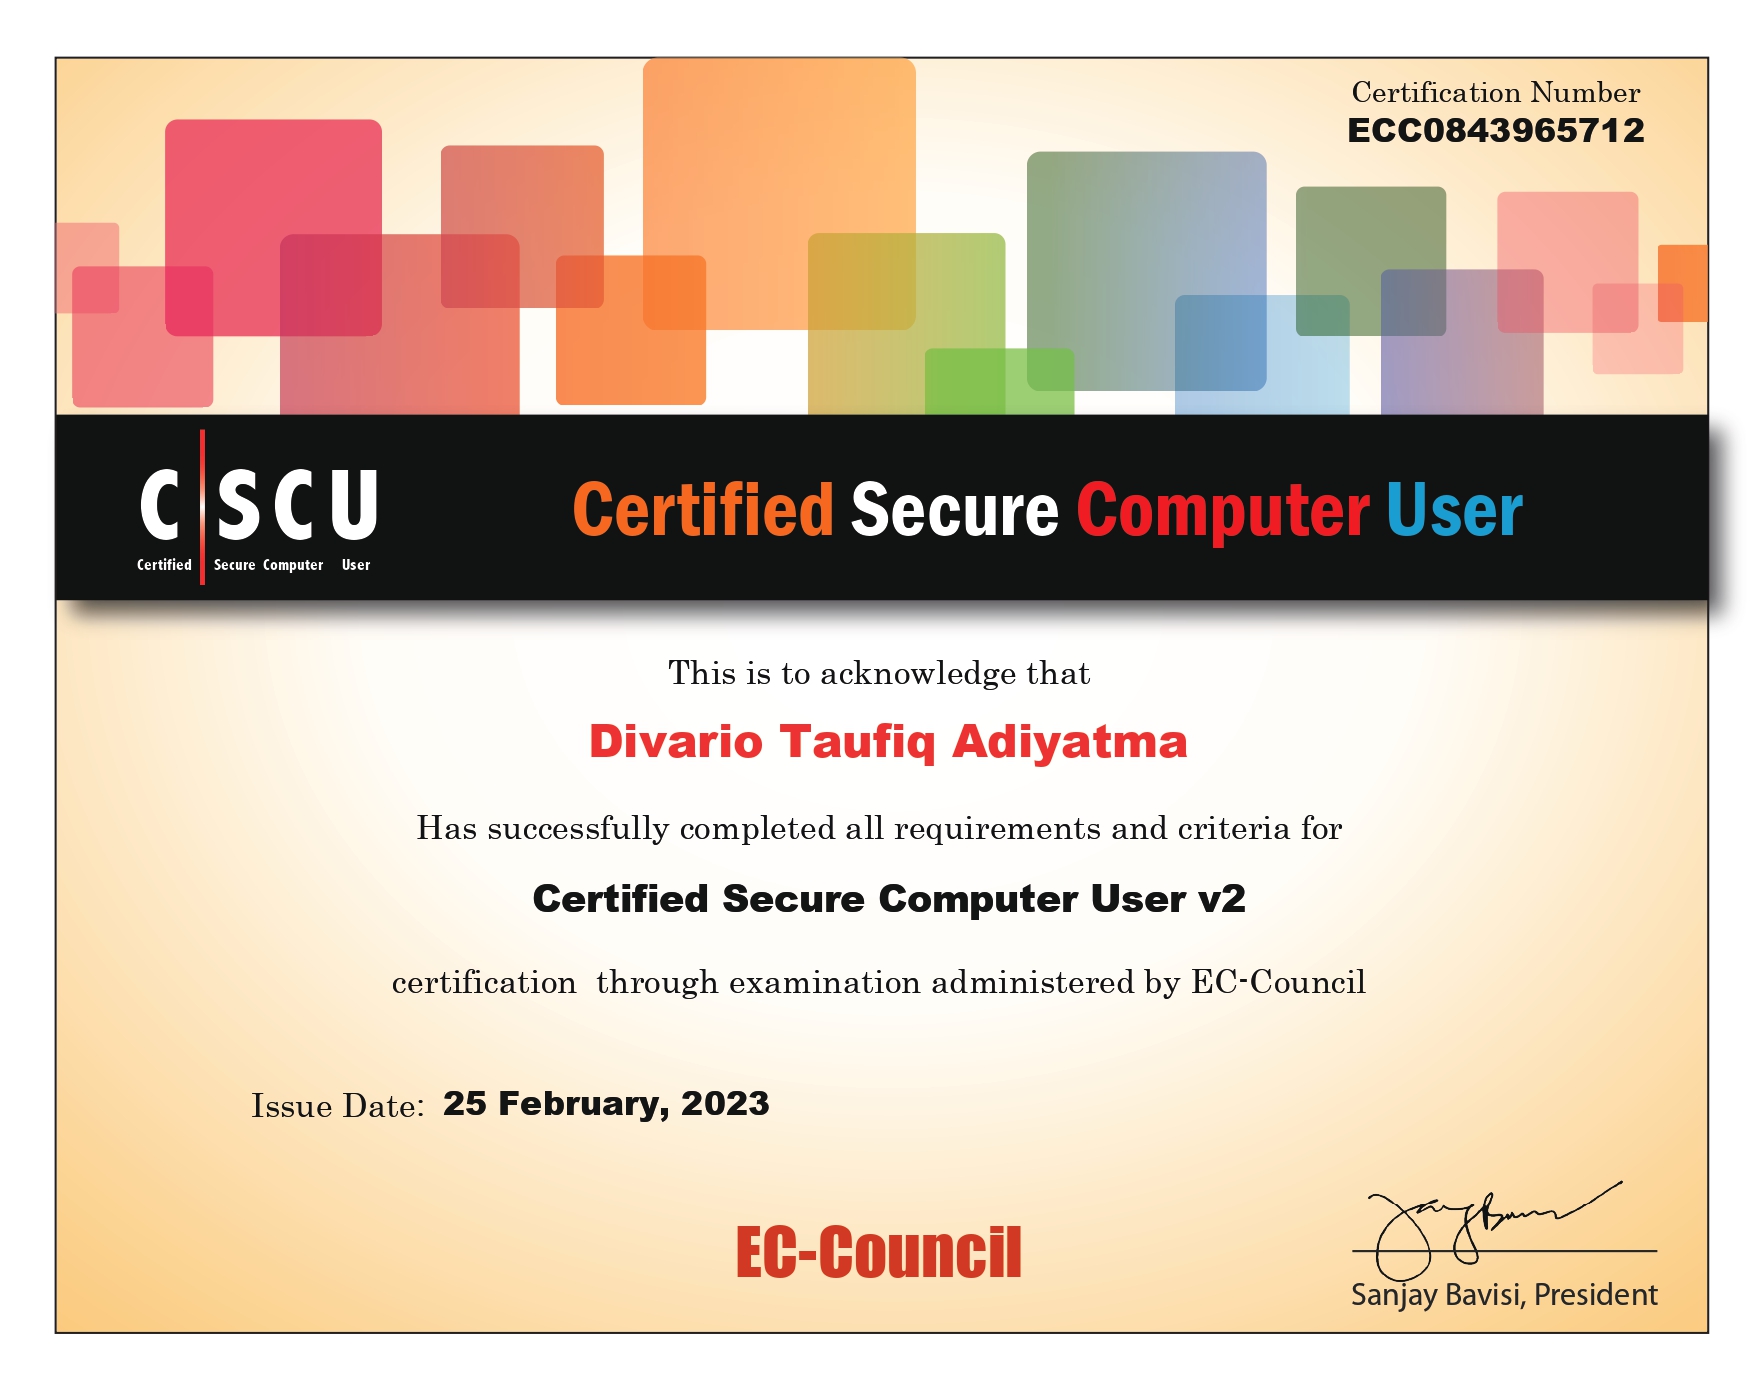 Certification Number
ECC0843965712
C SCU
Certified Secure Computer User
Certified Secure Computer User
This is to acknowledge that
Divario Taufiq Adiyatma
Has successfully completed all requirements and criteria for
Certified Secure Computer User v2
certification through examination administered by EC-Council
Issue Date: 25 February, 2023
EC-Council
Sanjay Bavisi, President